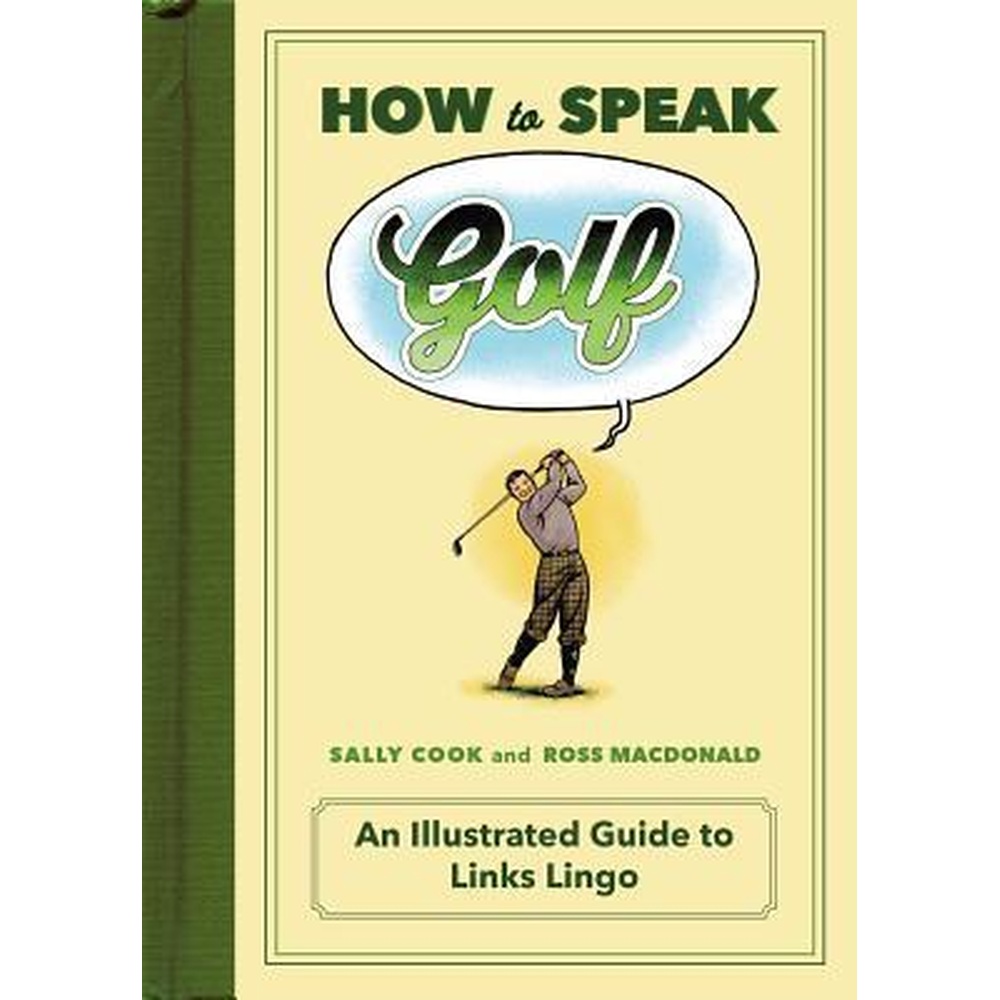 HOW to SPEAK
Golf
SALLY COOK and ROSS MACDONALD
An Illustrated Guide to
Links Lingo